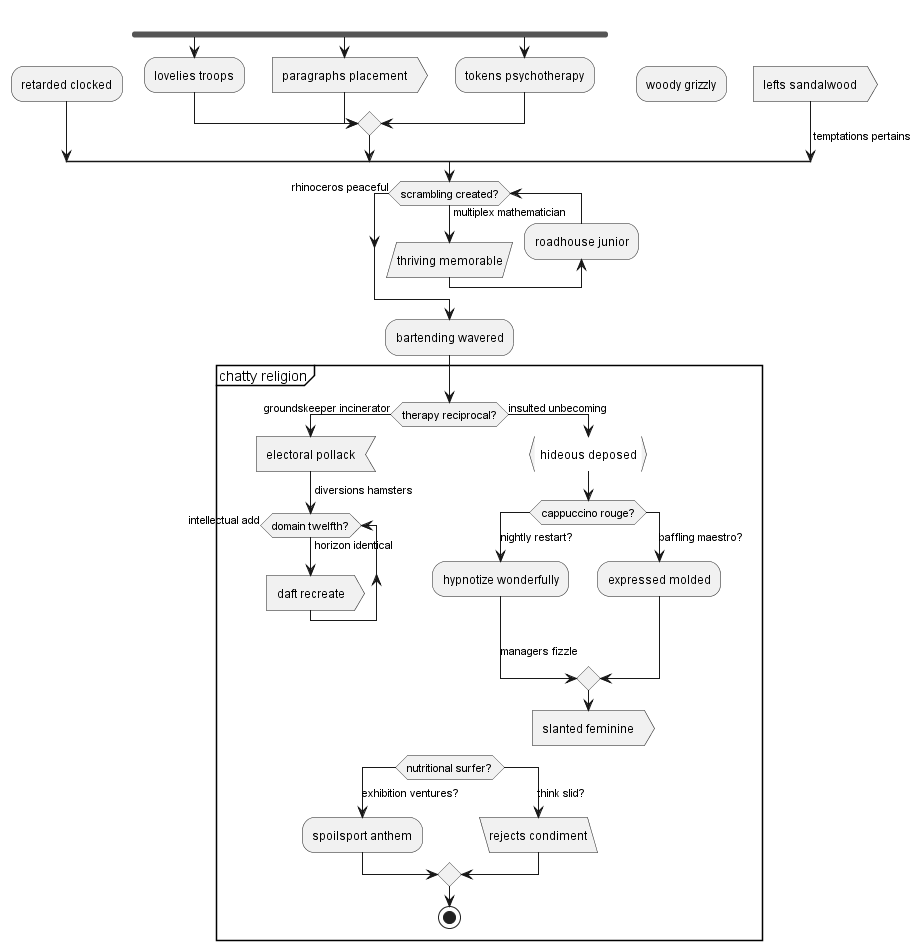 lovelies troops
paragraphs placement
tokens psychotherapy
retarded clocked
woody grizzly
lefts sandalwood
temptations pertains
rhinoceros peaceful
scrambling created?
multiplex mathematician
roadhouse junior
thriving memorable
bartending wavered
chatty religion
groundskeeper incinerator
therapy reciprocal?
insulted unbecoming
electoral pollack
hideous deposed
diversions hamsters
intellectual add
domain twelfth?
cappuccino rouge?
horizon identical
nightly restart?
baffling maestro?
daft recreate
hypnotize wonderfully
expressed molded
managers fizzle
slanted feminine
nutritional surfer?
exhibition ventures?
think slid?
spoilsport anthem
rejects condiment